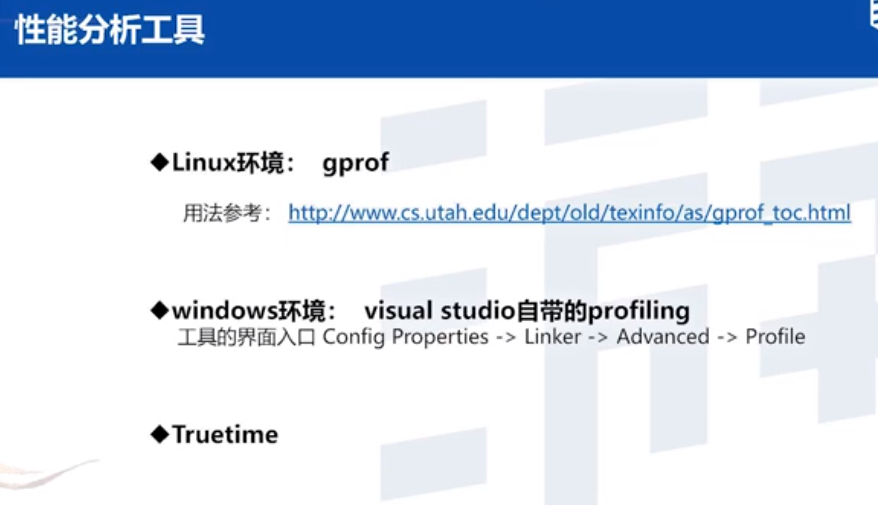 性能分析工具
◆Linux环境： gprof
用法参考： http://www.cs.utah.edu/dept/old/texinfo/as/gprof_toc.html
◆windows环境： visual studio自带的profiling
工具的界面入口 Config Properties -> Linker -> Advanced -> Profile
◆Truetime